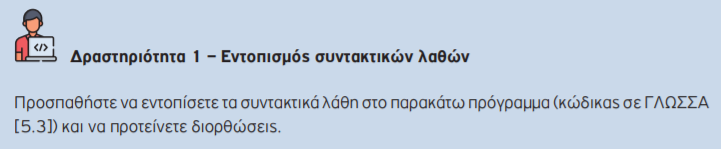 </>
Δραστηριότητα 1 – Εντοπισμός συντακτικών λαθών
Προσπαθήστε να εντοπίσετε τα συντακτικά λάθη στο παρακάτω πρόγραμμα (κώδικας σε ΓΛΩΣΣΑ
[5.3]) και να προτείνετε διορθώσεις.